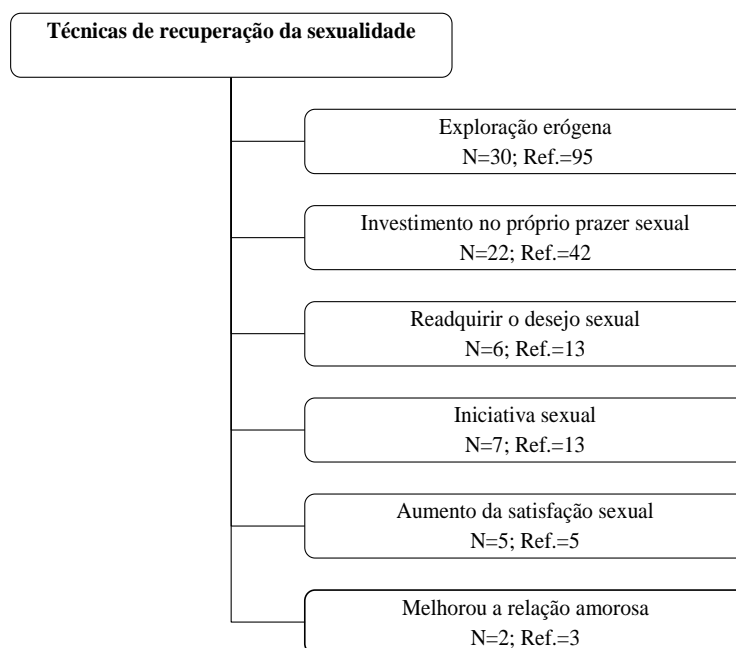 Técnicas de recuperação da sexualidade
Exploração erógena
N=30; Ref.=95
Investimento no próprio prazer sexual
N=22; Ref.=42
Readquirir o desejo sexual
N=6; Ref.=13
Iniciativa sexual
N=7; Ref.=13
Aumento da satisfação sexual
N=5; Ref.=5
Melhorou a relação amorosa
N=2; Ref.=3